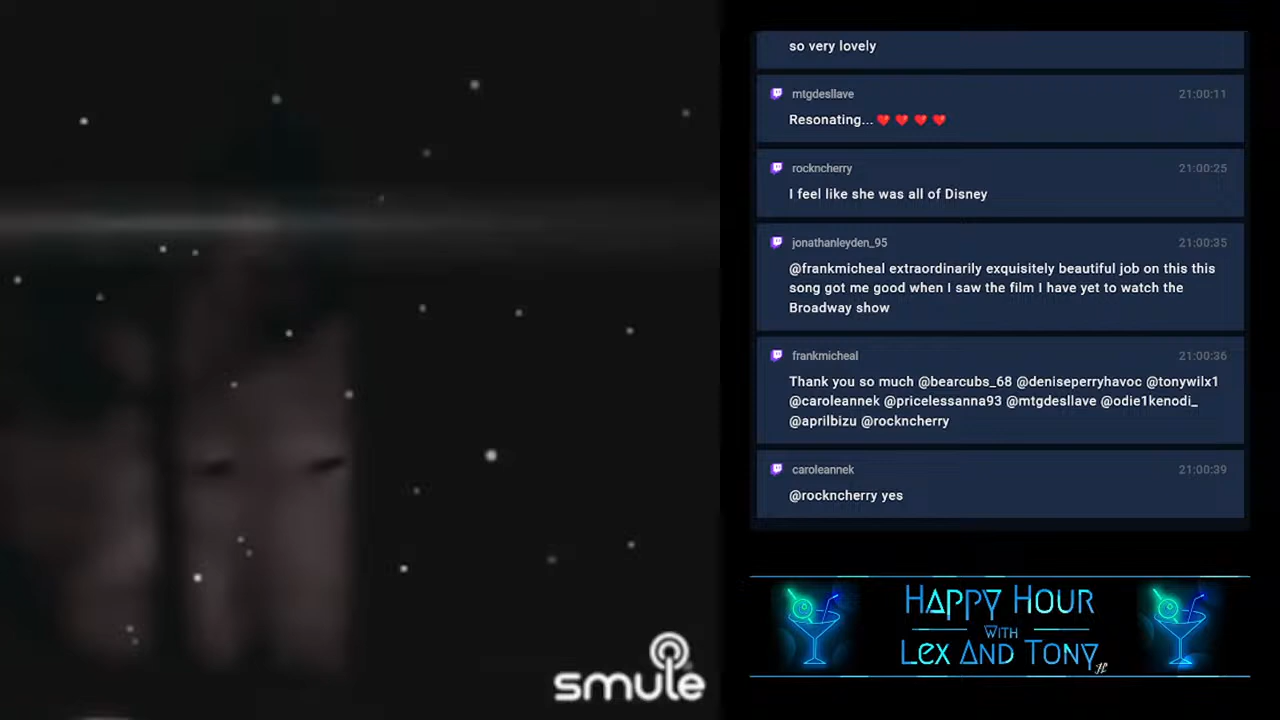 so very lovely
mtgdesllave 21:00:11
Resonating... ❤️ ❤️ ❤️ ❤️
rockncherry 21:00:25
I feel like she was all of Disney
jonathanleyden_95 21:00:35
@frankmicheal extraordinarily exquisitely beautiful job on this this
song got me good when I saw the film I have yet to watch the
Broadway show
frankmicheal 21:00:36
Thank you so much @bearcubs_68 @deniseperryhavoc @tonywilx1
@caroleannek @pricelessanna93 @mtgdesllave @odie1kenodi_
@aprilbizu @rockncherry
caroleannek 21:00:39
@rockncherry yes
smule
HAPPY HOUR
WITH
LEX AND TONY